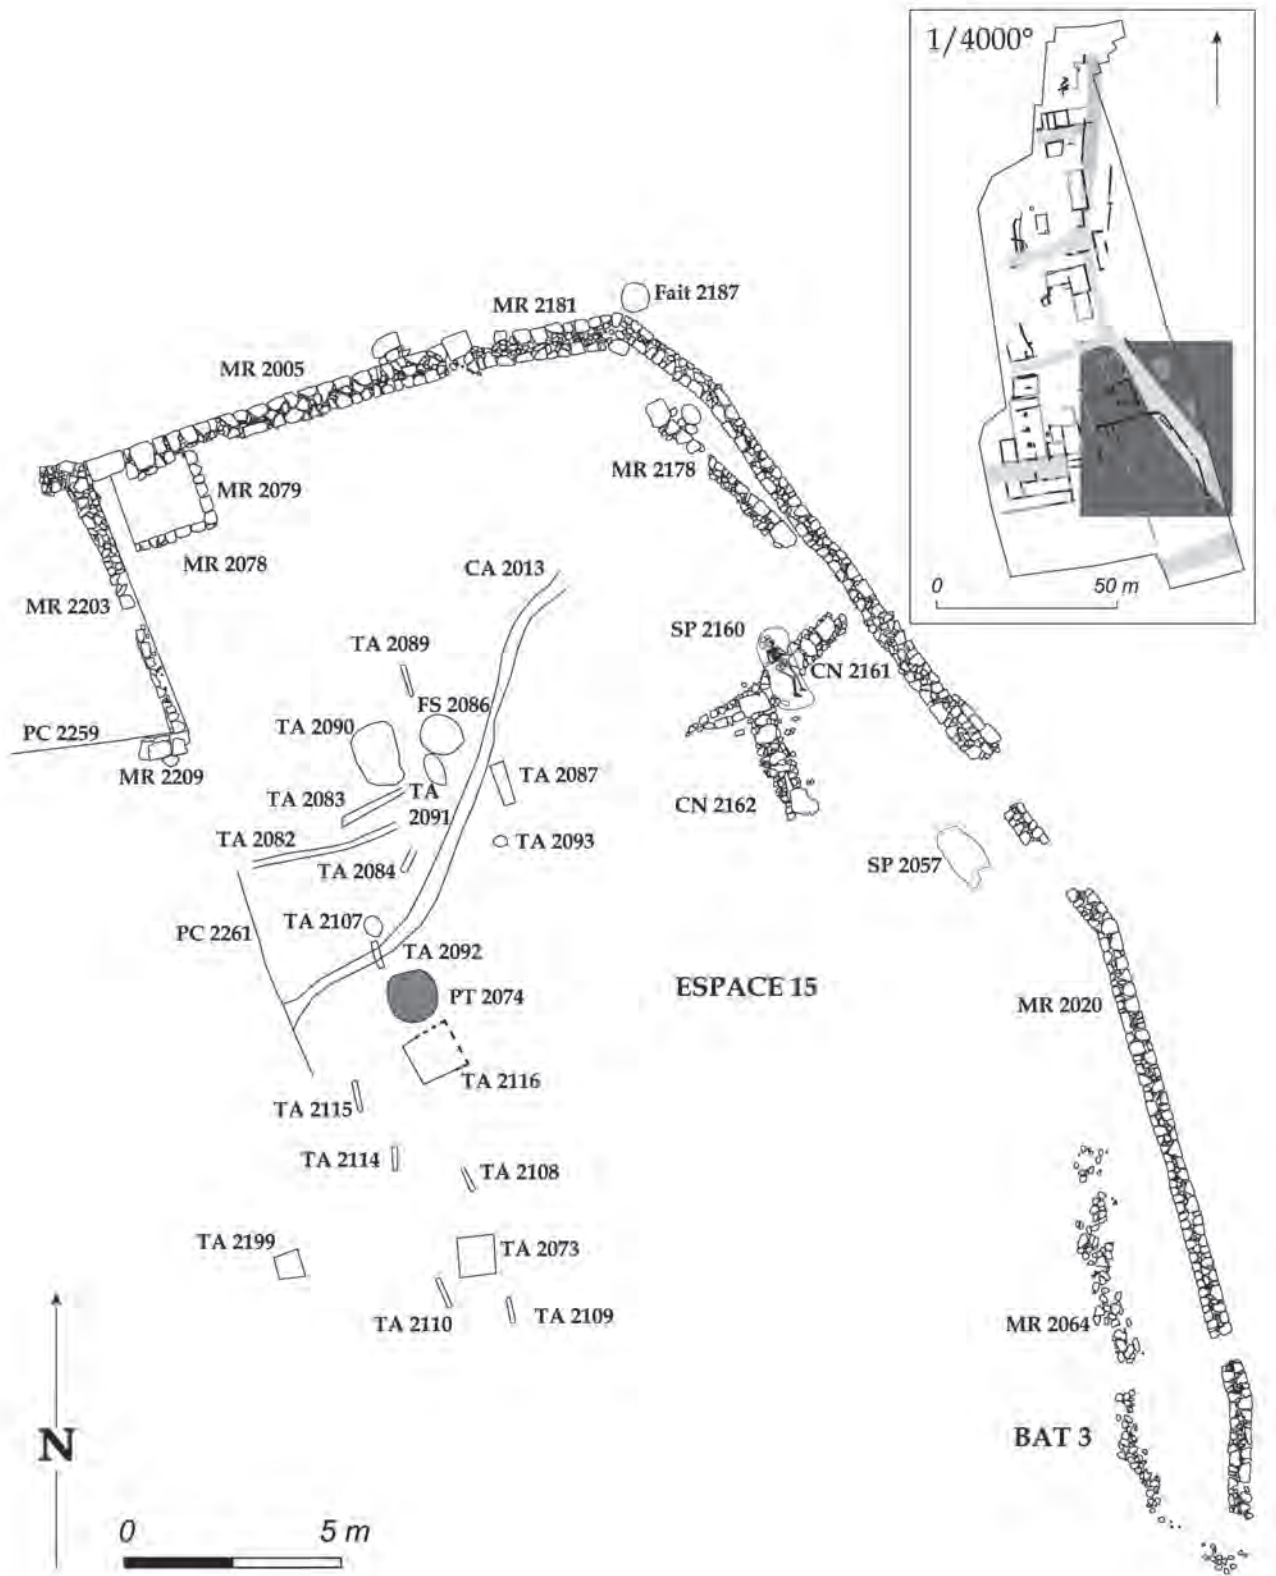 1/4000°
0 50 m
Fait 2187
MR 2181
MR 2005
MR 2178
MR 2079
MR 2078
CA 2013
MR 2203
SP 2160
TA 2089
CN 2161
FS 2086
TA 2090
PC 2259
MR 2209
TA 2087
TA 2083
TA
2091
CN 2162
TA 2082
TA 2093
TA 2084
SP 2057
TA 2107
PC 2261
TA 2092
PT 2074
ESPACE 15
MR 2020
TA 2116
TA 2115
TA 2114
TA 2108
TA 2199
TA 2073
TA 2110
TA 2109
MR 2064
BAT 3
N
0 5 m